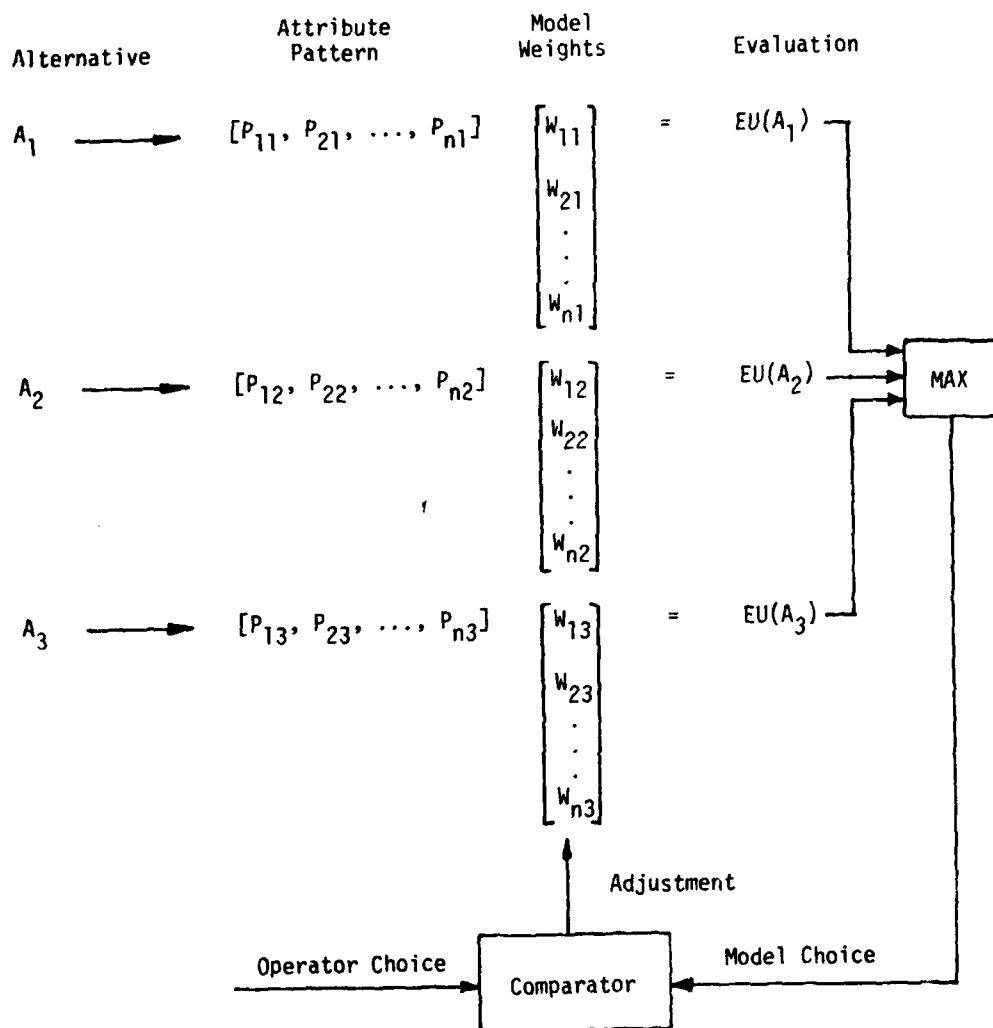 Alternative
Attribute
Pattern
Model
Weights
Evaluation
A₁ [P₁₁, P₂₁, ..., Pₙ₁] = EU(A₁)
W₁₁
W₂₁
.
.
.
Wₙ₁
A₂ [P₁₂, P₂₂, ..., Pₙ₂] = EU(A₂)
MAX
W₁₂
W₂₂
.
.
.
Wₙ₂
A₃ [P₁₃, P₂₃, ..., Pₙ₃] = EU(A₃)
W₁₃
W₂₃
.
.
.
Wₙ₃
Adjustment
Operator Choice
Comparator
Model Choice